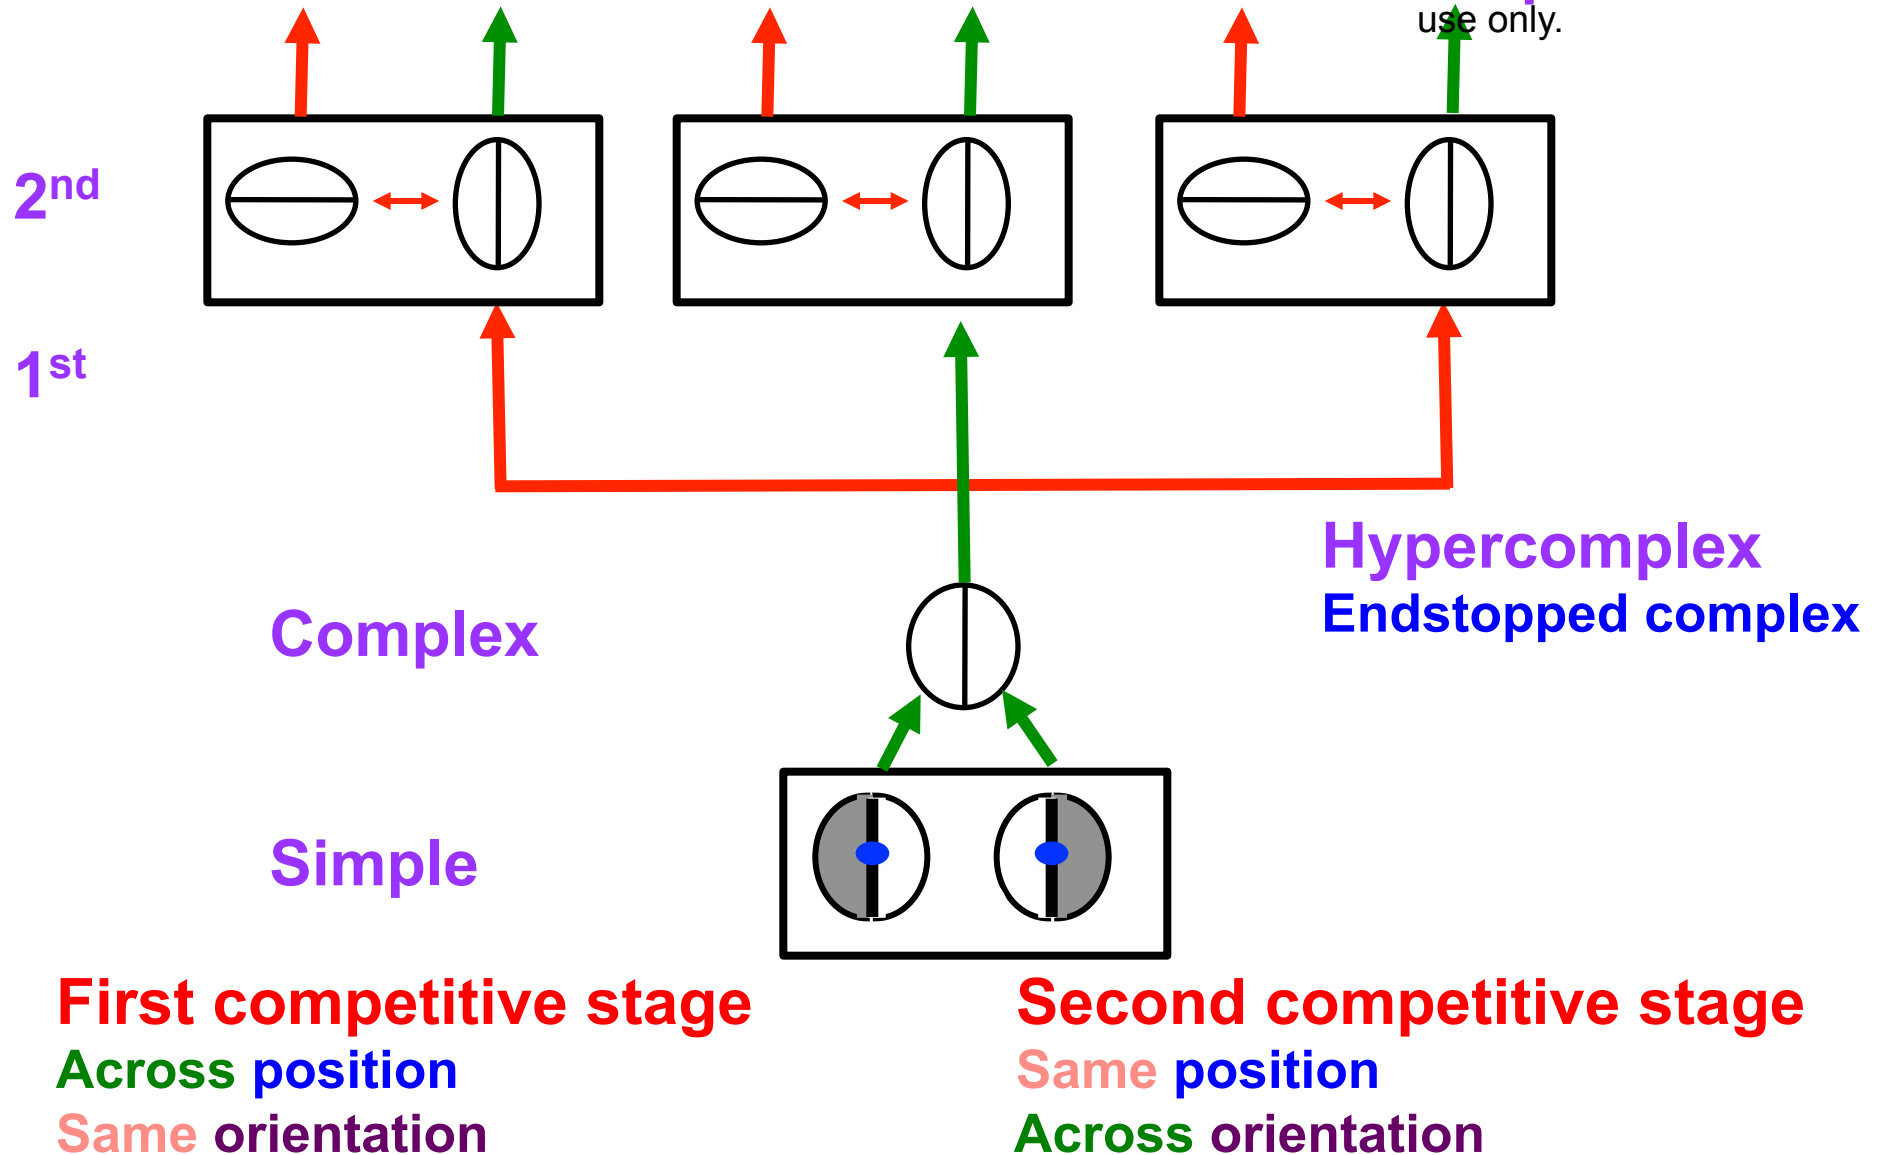 use only.
2nd
1st
Hypercomplex
Endstopped complex
Complex
Simple
First competitive stage
Across position
Same orientation
Second competitive stage
Same position
Across orientation